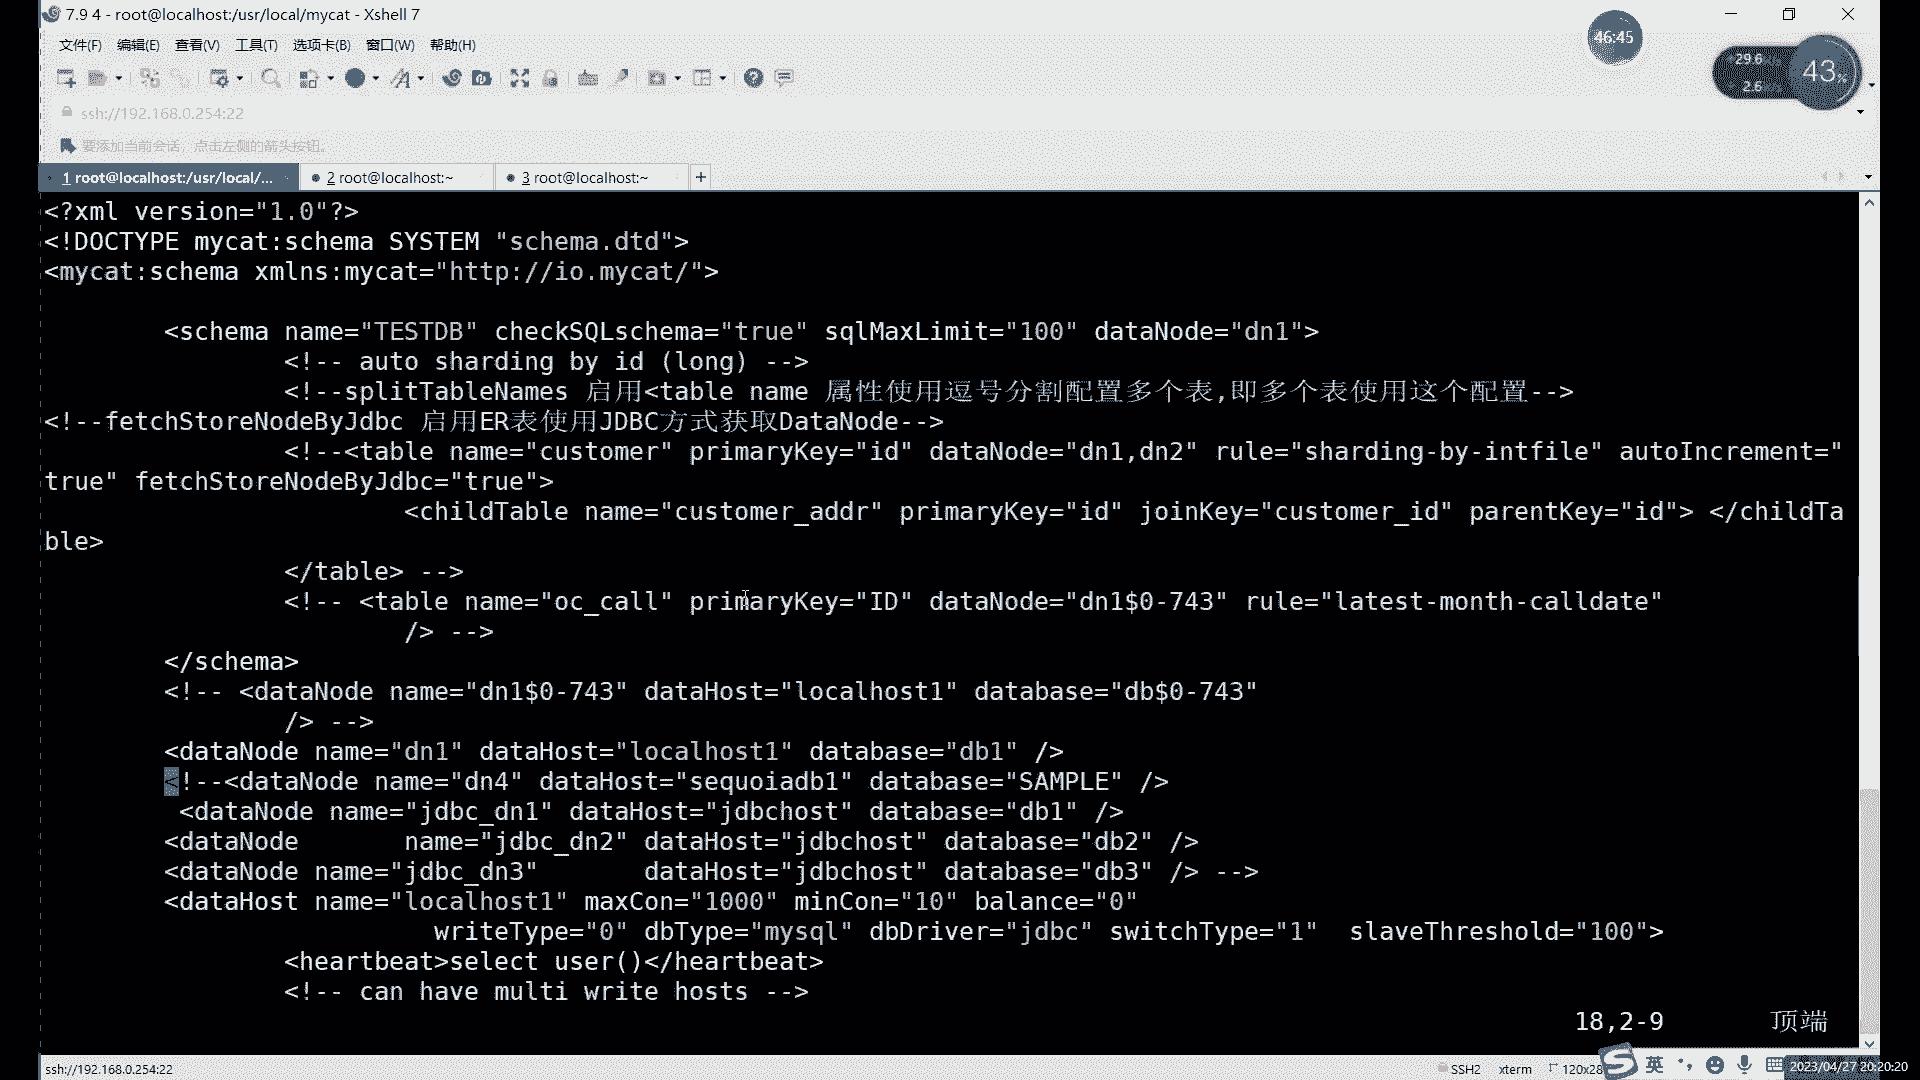 7.9 4 - root@localhost:/usr/local/mycat - Xshell 7
46:45
文件(F) 编辑(E) 查看(V) 工具(T) 选项卡(B) 窗口(W) 帮助(H)
29.6
2.6
43%
ssh://192.168.0.254:22
要添加当前会话，点击左侧的箭头按钮。
1 root@localhost:/usr/local/... 2 root@localhost:~ 3 root@localhost:~ +
<?xml version="1.0"?>
<!DOCTYPE mycat:schema SYSTEM "schema.dtd">
<mycat:schema xmlns:mycat="http://io.mycat/">
<schema name="TESTDB" checkSQLschema="true" sqlMaxLimit="100" dataNode="dn1">
<!-- auto sharding by id (long) -->
<!--splitTableNames 启用<table name 属性使用逗号分割配置多个表,即多个表使用这个配置-->
<!--fetchStoreNodeByJdbc 启用ER表使用JDBC方式获取DataNode-->
<!--<table name="customer" primaryKey="id" dataNode="dn1,dn2" rule="sharding-by-intfile" autoIncrement="
true" fetchStoreNodeByJdbc="true">
<childTable name="customer_addr" primaryKey="id" joinKey="customer_id" parentKey="id"> </childTa
ble>
</table> -->
<!-- <table name="oc_call" primaryKey="ID" dataNode="dn1$0-743" rule="latest-month-calldate"
/> -->
</schema>
<!-- <dataNode name="dn1$0-743" dataHost="localhost1" database="db$0-743"
/> -->
<dataNode name="dn1" dataHost="localhost1" database="db1" />
<!--<dataNode name="dn4" dataHost="sequoiadb1" database="SAMPLE" />
<dataNode name="jdbc_dn1" dataHost="jdbchost" database="db1" />
<dataNode name="jdbc_dn2" dataHost="jdbchost" database="db2" />
<dataNode name="jdbc_dn3" dataHost="jdbchost" database="db3" /> -->
<dataHost name="localhost1" maxCon="1000" minCon="10" balance="0"
writeType="0" dbType="mysql" dbDriver="jdbc" switchType="1" slaveThreshold="100">
<heartbeat>select user()</heartbeat>
<!-- can have multi write hosts -->
18,2-9 顶端
ssh://192.168.0.254:22 SSH2 xterm 120x28 英 2023/04/27 20:20:20